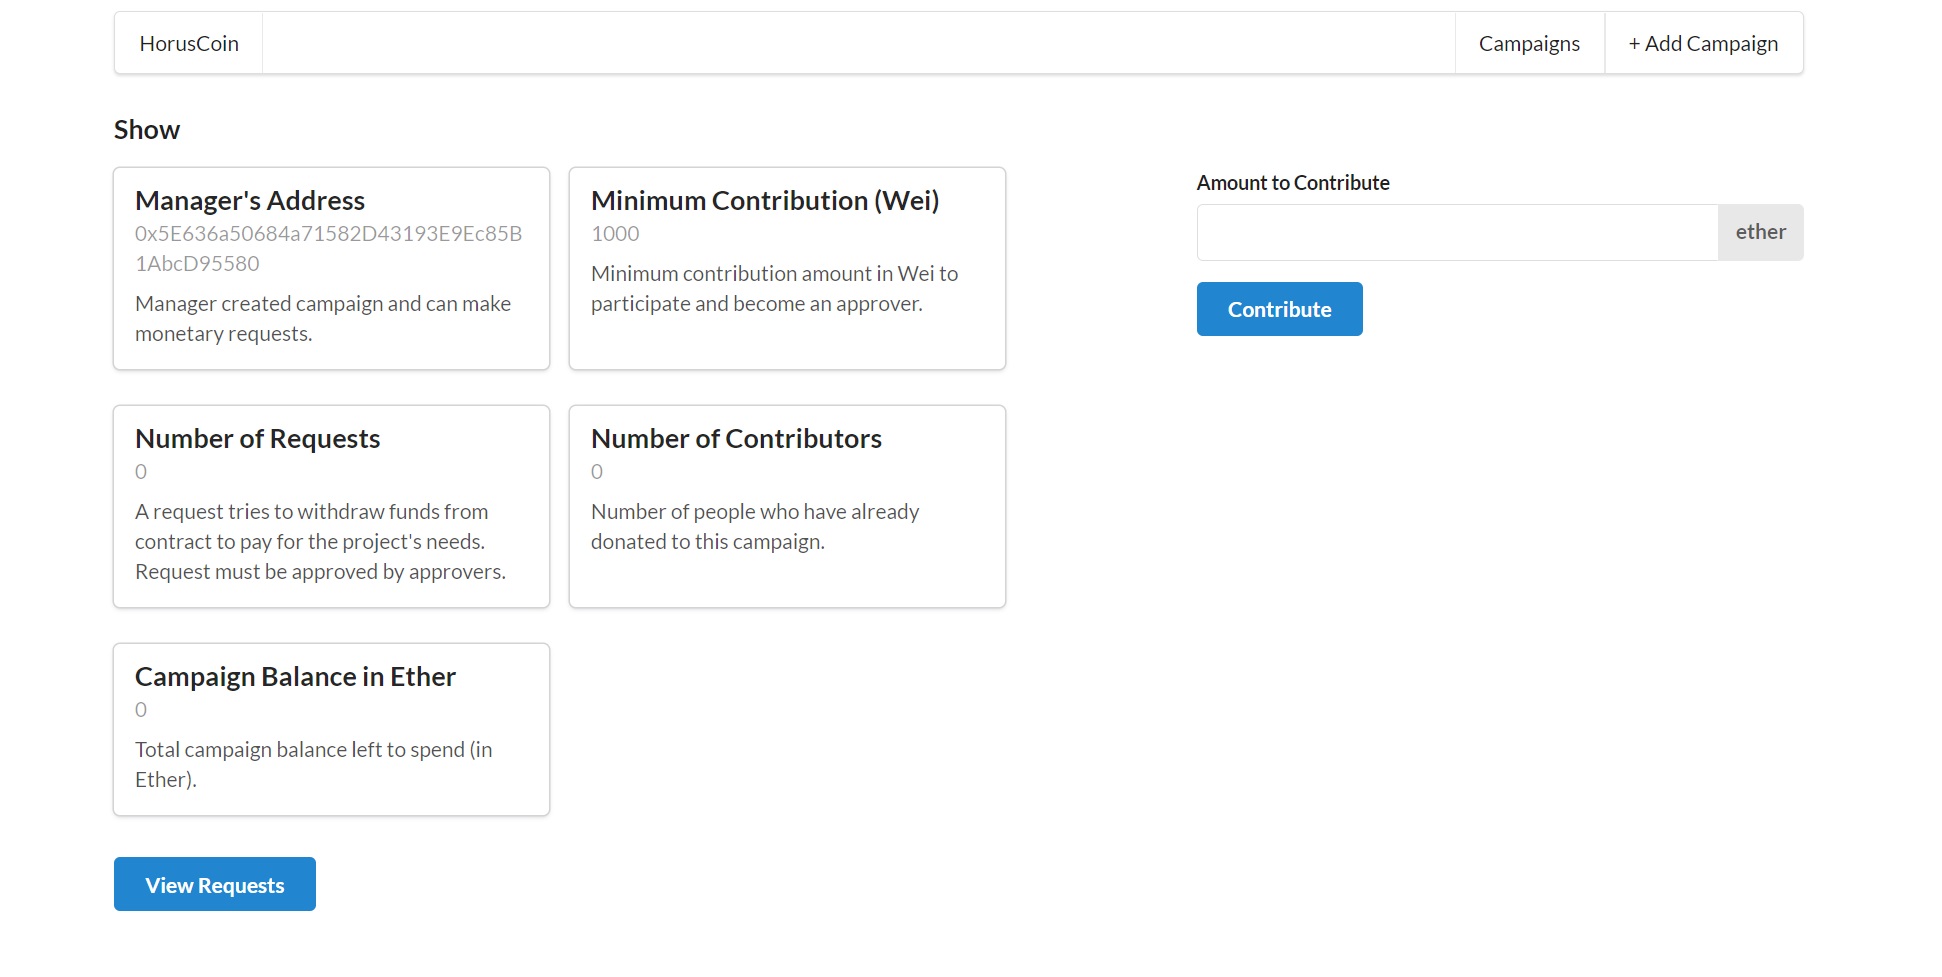 HorusCoin
Campaigns
+ Add Campaign
Show
Manager's Address
0x5E636a50684a71582D43193E9Ec85B
1AbcD95580
Manager created campaign and can make
monetary requests.
Minimum Contribution (Wei)
1000
Minimum contribution amount in Wei to
participate and become an approver.
Number of Requests
0
A request tries to withdraw funds from
contract to pay for the project's needs.
Request must be approved by approvers.
Number of Contributors
0
Number of people who have already
donated to this campaign.
Campaign Balance in Ether
0
Total campaign balance left to spend (in
Ether).
View Requests
Amount to Contribute
ether
Contribute